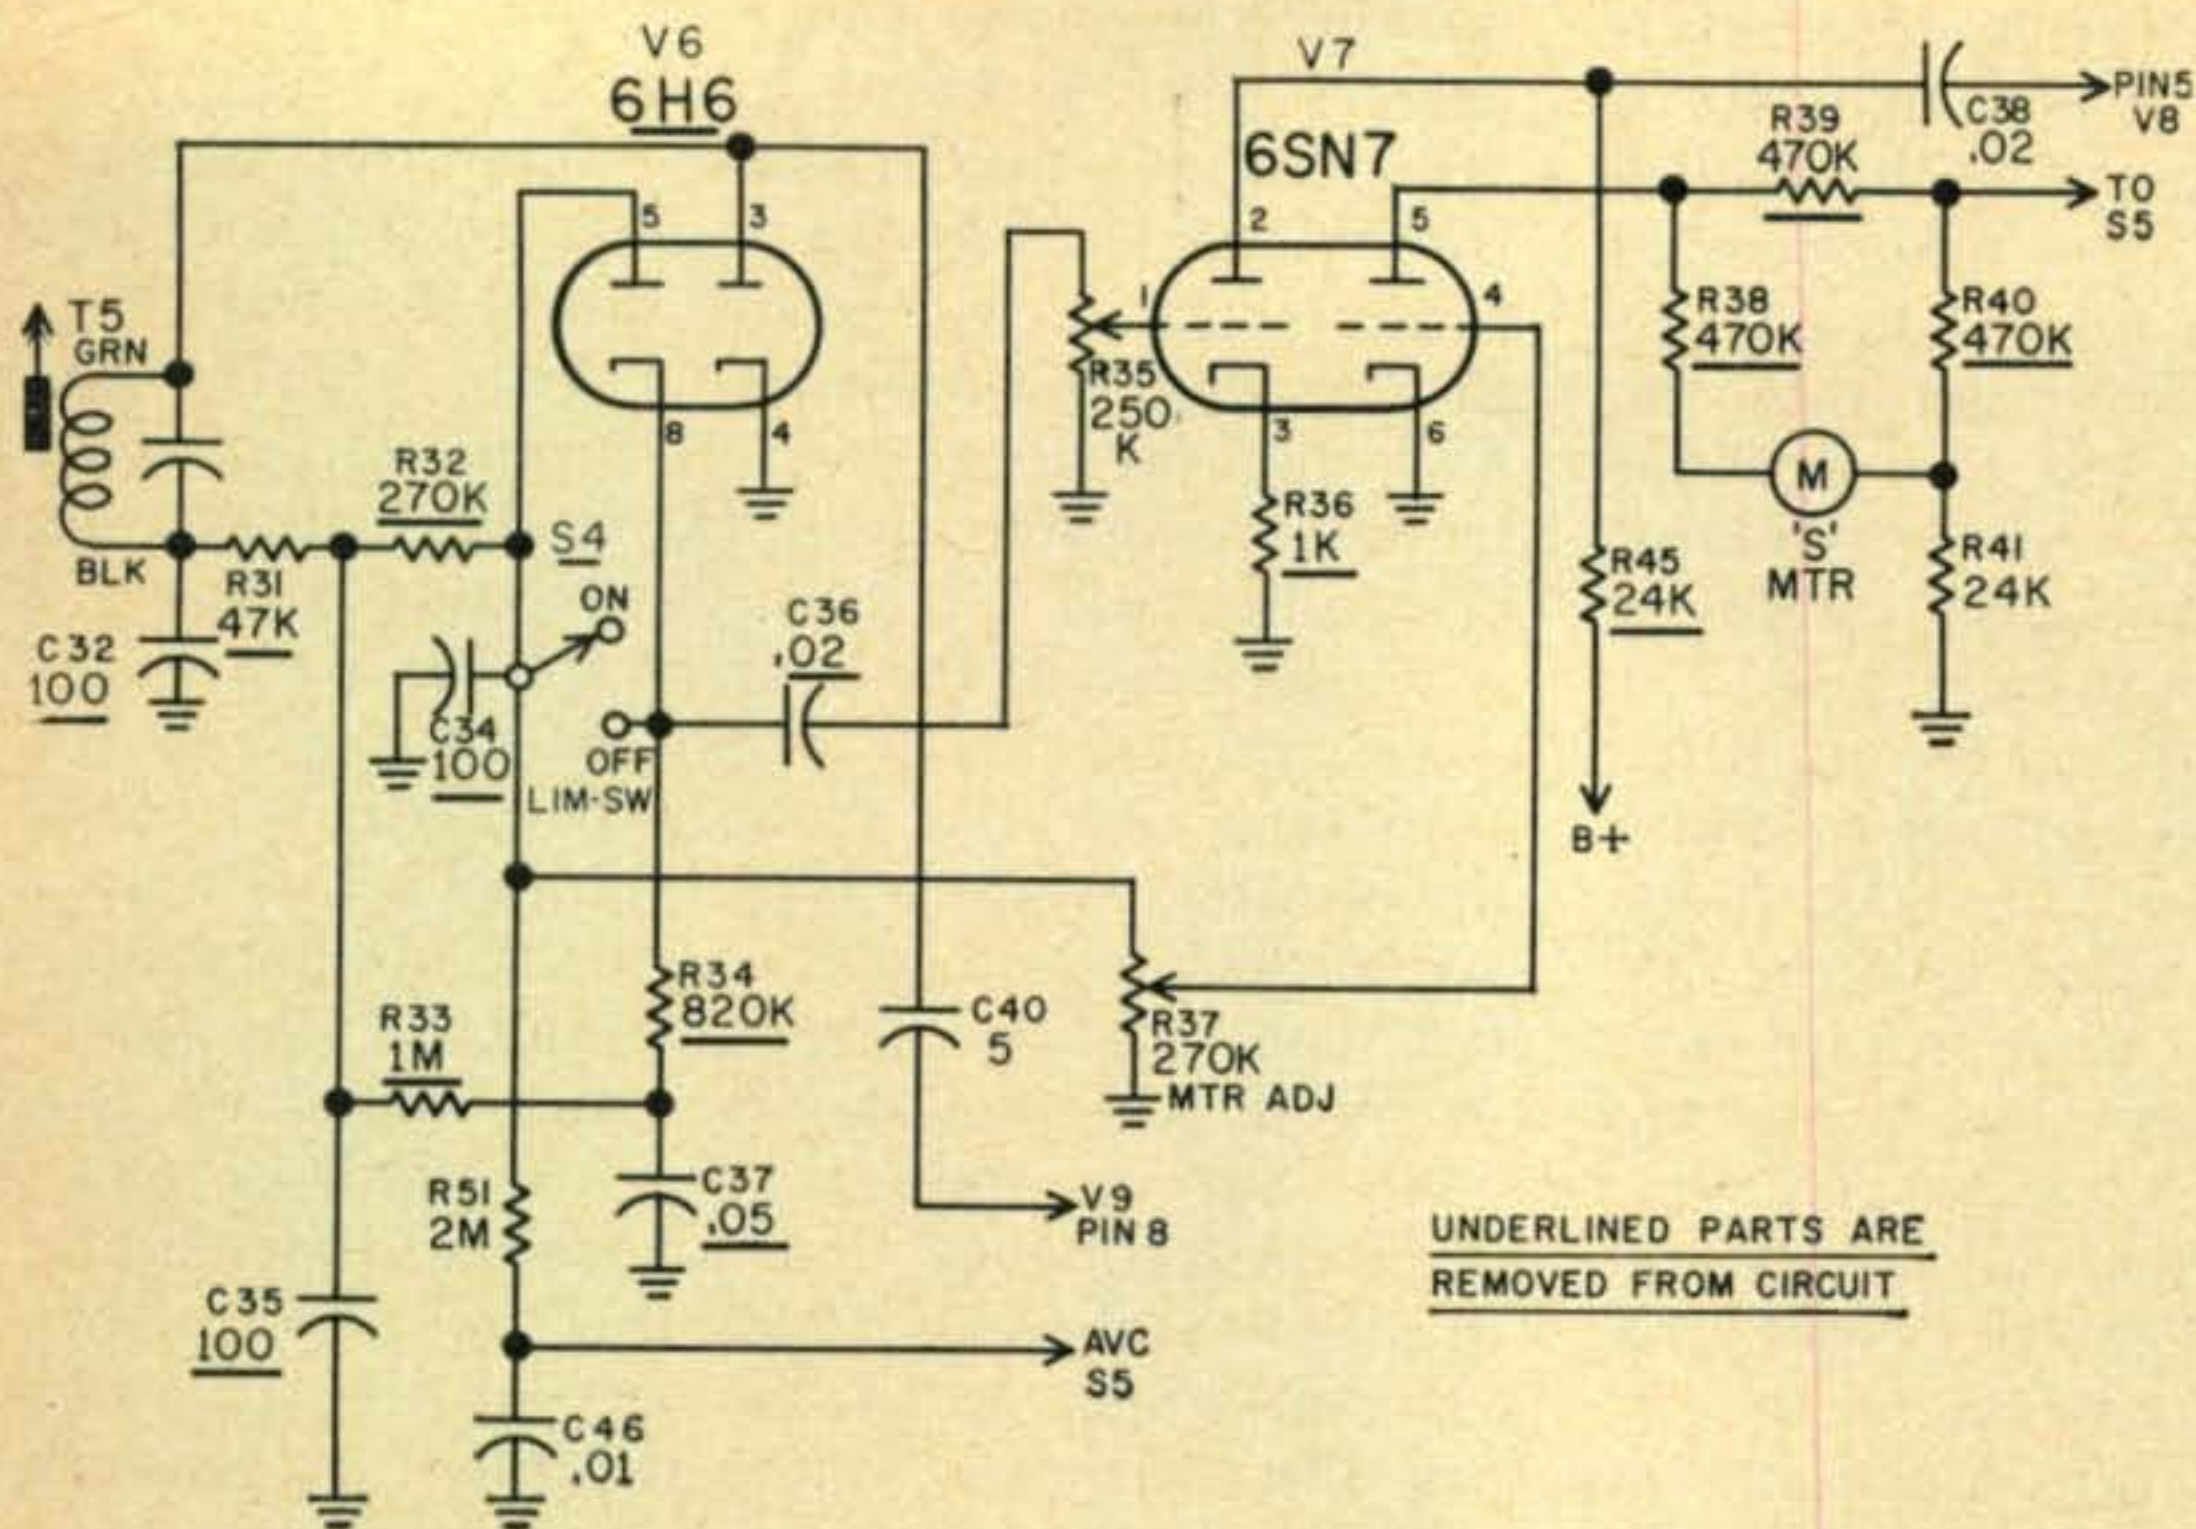 V6
6H6
V7
6SN7
PIN5
V8
C38
.02
R39
470K
TO
S5
5
3
8
4
T5
GRN
BLK
R31
47K
R32
270K
C32
100
S4
ON
OFF
LIM-SW
C34
100
C36
.02
1
2
5
4
3
6
R35
250
K
R36
1K
R38
470K
R40
470K
M
'S'
MTR
R41
24K
R45
24K
B+
R34
820K
R33
1M
C40
5
R37
270K
MTR ADJ
R51
2M
C37
.05
V9
PIN 8
C35
100
AVC
S5
C46
.01
UNDERLINED PARTS ARE
REMOVED FROM CIRCUIT